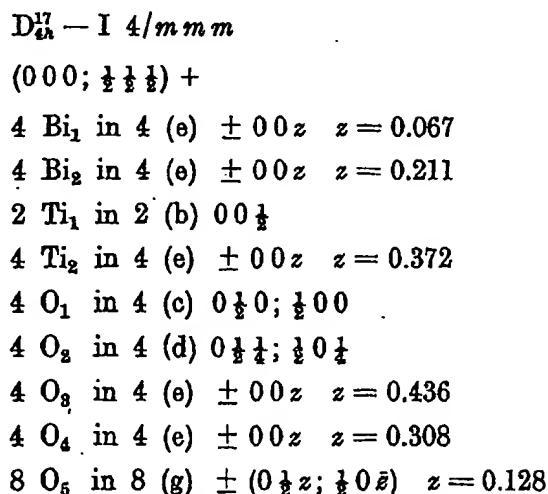 D₄ₕ¹⁷ — I 4/m m m
(0 0 0; ½ ½ ½) +
4 Bi₁ in 4 (e) ± 0 0 z z = 0.067
4 Bi₂ in 4 (e) ± 0 0 z z = 0.211
2 Ti₁ in 2 (b) 0 0 ½
4 Ti₂ in 4 (e) ± 0 0 z z = 0.372
4 O₁ in 4 (c) 0 ½ 0; ½ 0 0
4 O₂ in 4 (d) 0 ½ ¼; ½ 0 ¼
4 O₃ in 4 (e) ± 0 0 z z = 0.436
4 O₄ in 4 (e) ± 0 0 z z = 0.308
8 O₅ in 8 (g) ± (0 ½ z; ½ 0 z̄) z = 0.128